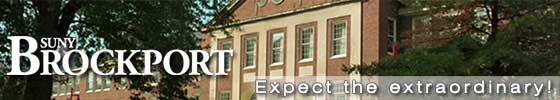 SUNY
BROCKPORT
Expect the extraordinary!